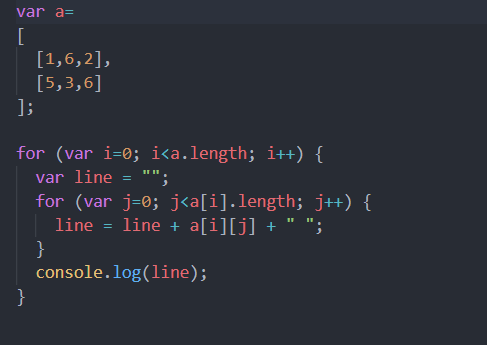 var a=
[
  [1,6,2],
  [5,3,6]
];

for (var i=0; i<a.length; i++) {
  var line = "";
  for (var j=0; j<a[i].length; j++) {
    line = line + a[i][j] + " ";
  }
  console.log(line);
}